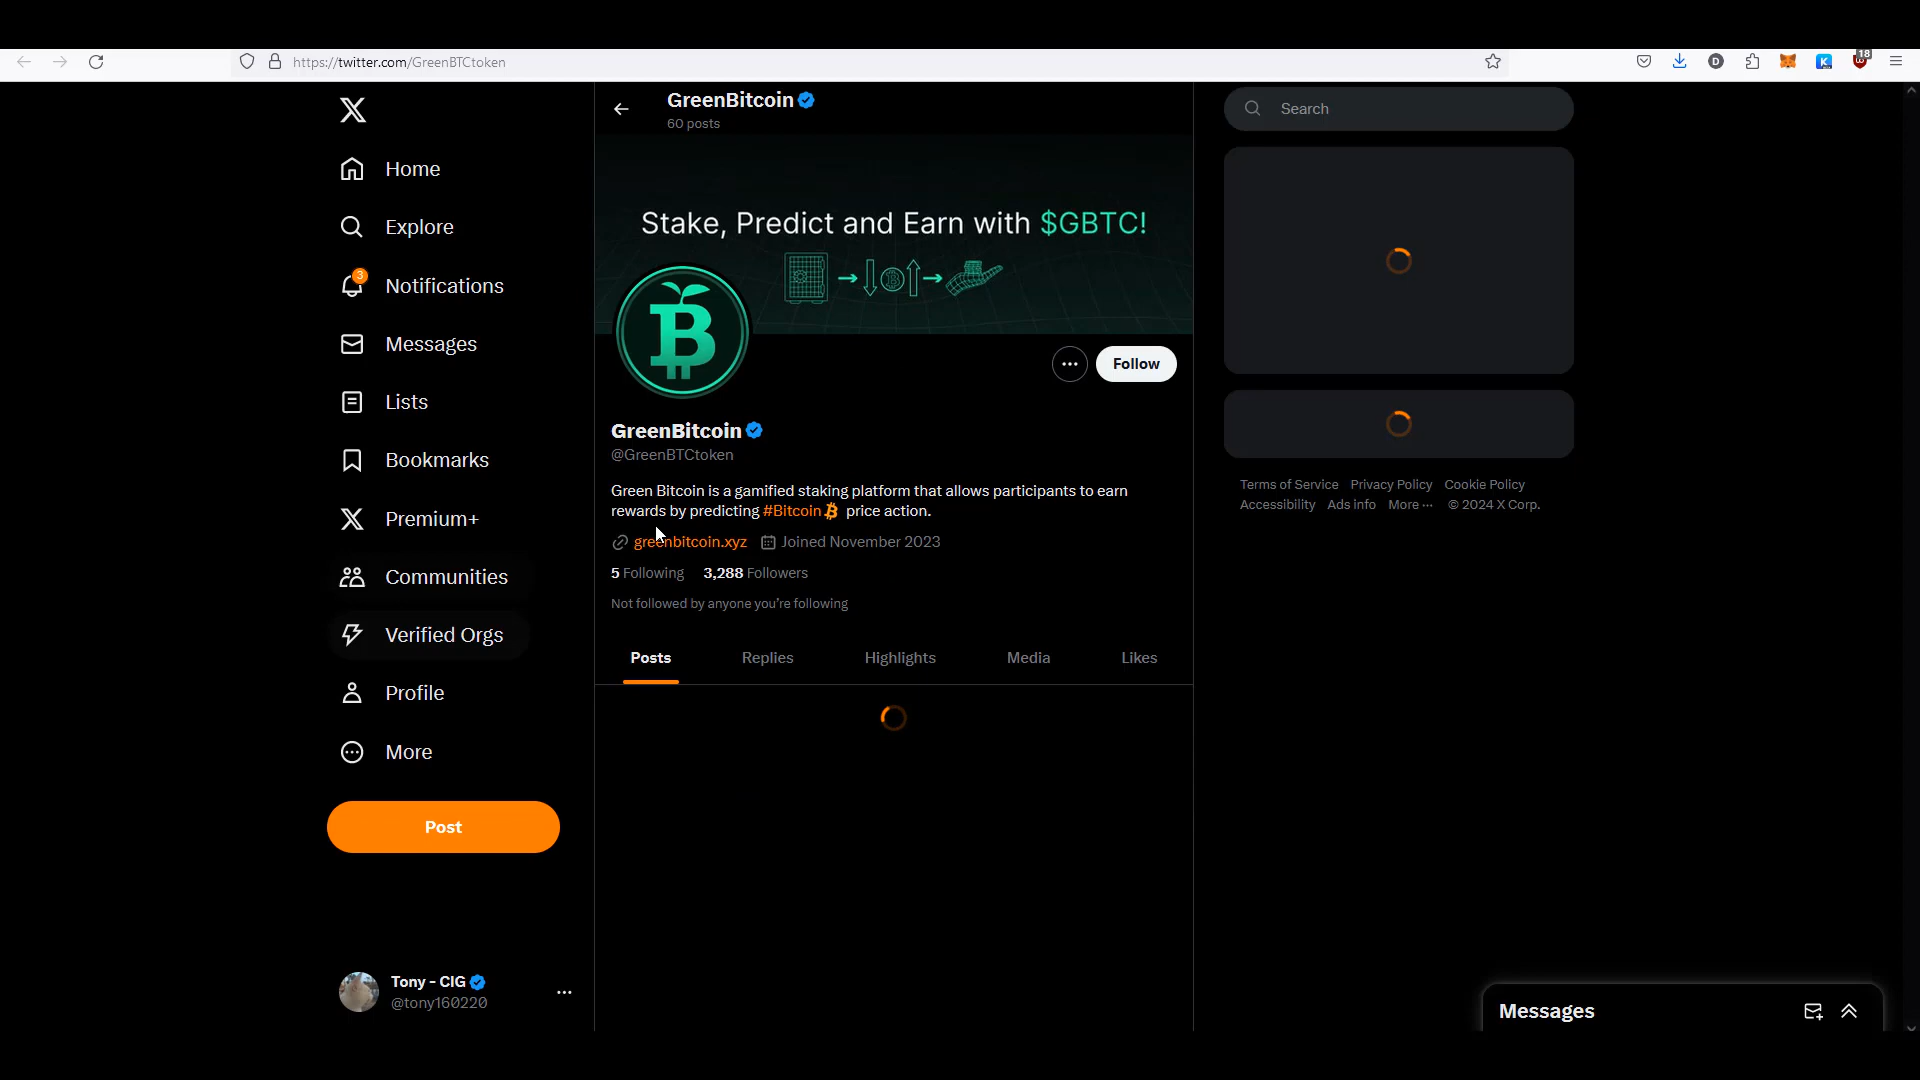 https://twitter.com/GreenBTCtoken
D
18
Home
Explore
3
Notifications
Messages
Lists
Bookmarks
Premium+
Communities
Verified Orgs
Profile
More
Post
Tony - CIG
@tony160220
GreenBitcoin
60 posts
Stake, Predict and Earn with $GBTC!
Follow
GreenBitcoin
@GreenBTCtoken
Green Bitcoin is a gamified staking platform that allows participants to earn
rewards by predicting #Bitcoin price action.
greenbitcoin.xyz Joined November 2023
5 Following 3,288 Followers
Not followed by anyone you’re following
Posts Replies Highlights Media Likes
Search
Terms of Service Privacy Policy Cookie Policy
Accessibility Ads info More ··· © 2024 X Corp.
Messages